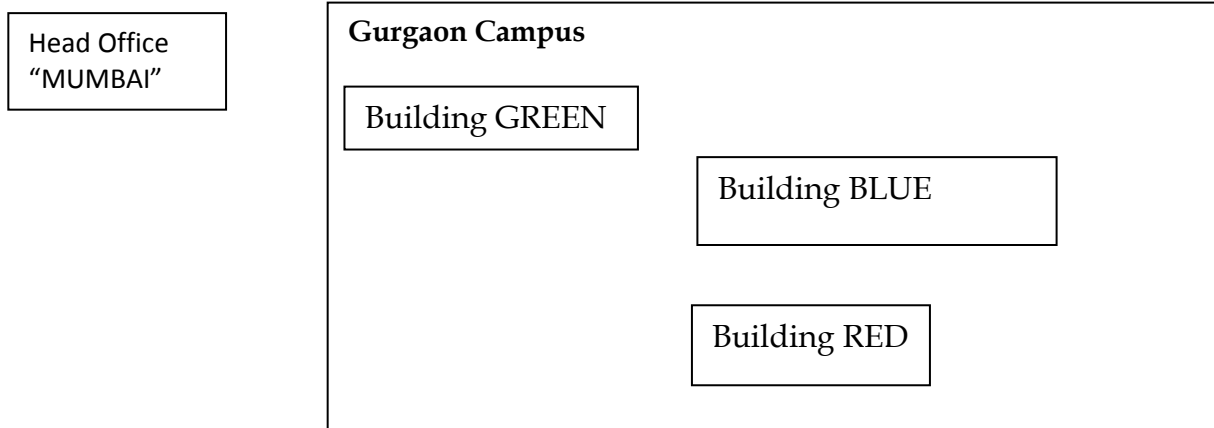 Head Office
“MUMBAI”
Gurgaon Campus
Building GREEN
Building BLUE
Building RED